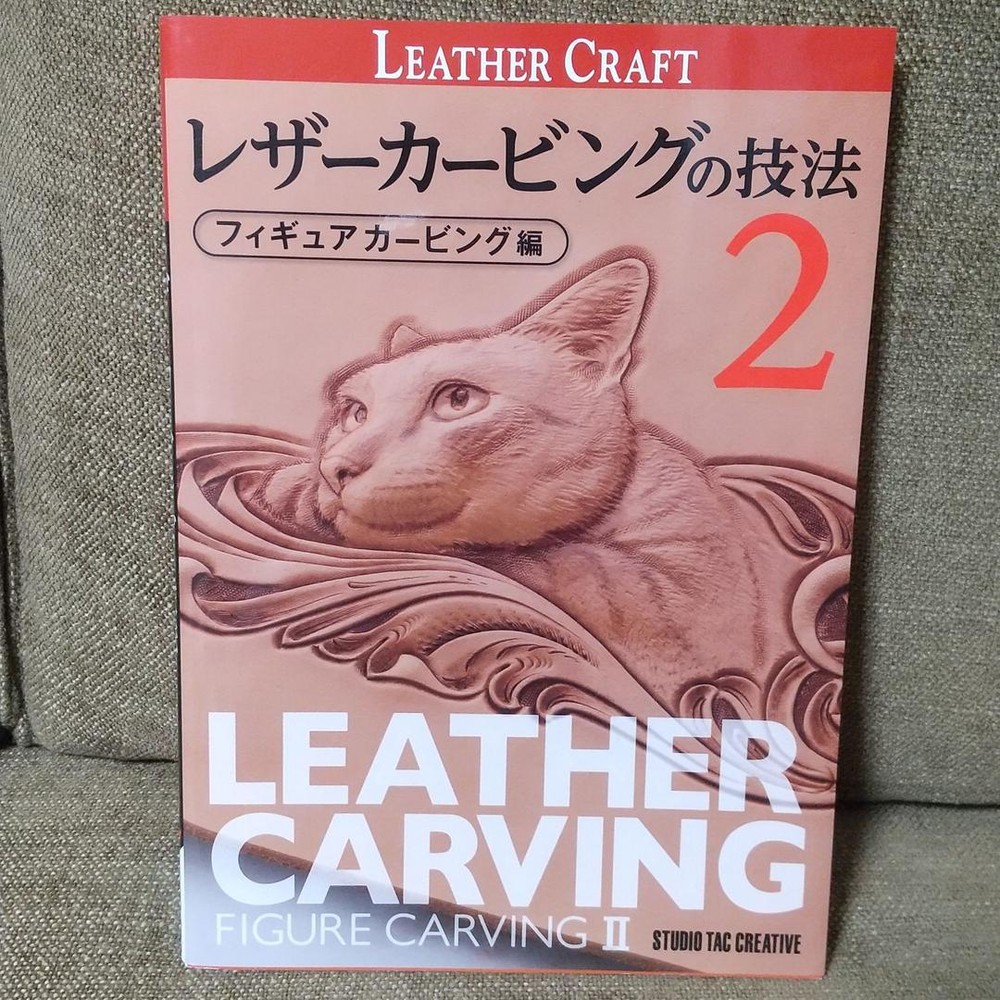 LEATHER CRAFT
レザーカービングの技法
フィギュア カービング編
2
LEATHER
CARVING
FIGURE CARVING II
STUDIO TAC CREATIVE